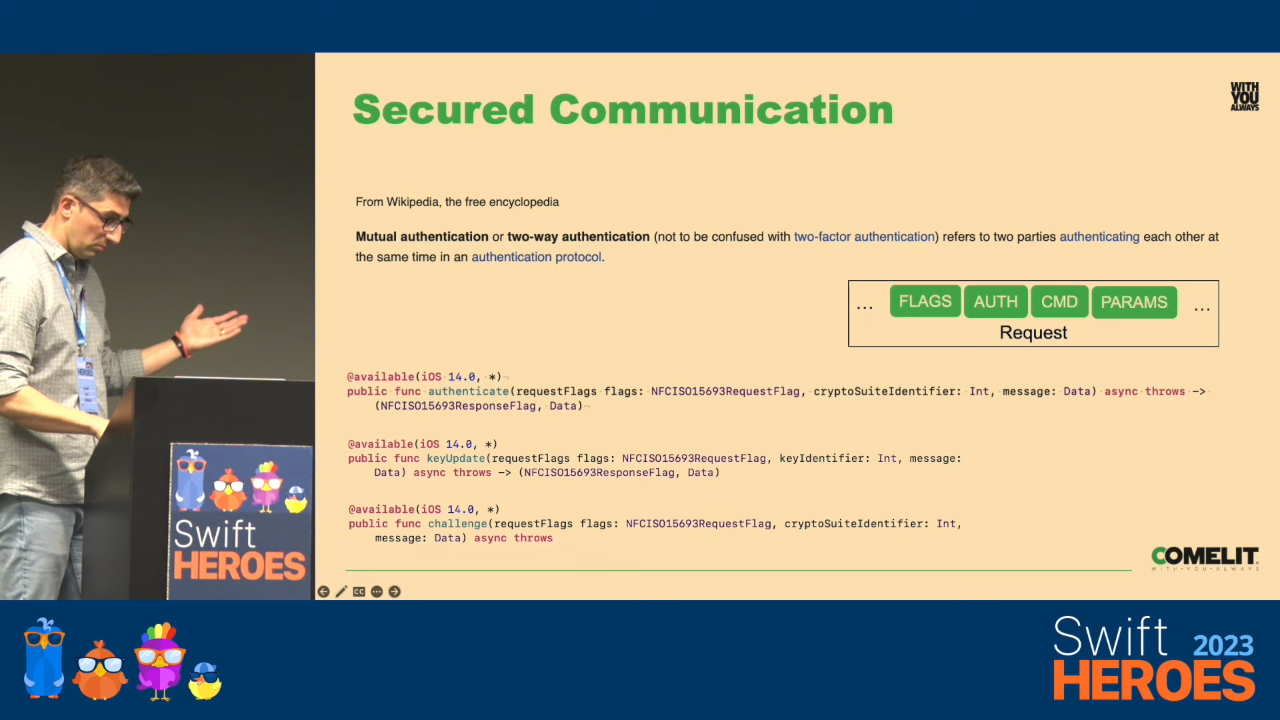 WITH
YOU
ALWAYS
Secured Communication
From Wikipedia, the free encyclopedia
Mutual authentication or two-way authentication (not to be confused with two-factor authentication) refers to two parties authenticating each other at
the same time in an authentication protocol.
... FLAGS AUTH CMD PARAMS ...
Request
@available(iOS 14.0, *)
public func authenticate(requestFlags flags: NFCISO15693RequestFlag, cryptoSuiteIdentifier: Int, message: Data) async throws ->
(NFCISO15693ResponseFlag, Data)
@available(iOS 14.0, *)
public func keyUpdate(requestFlags flags: NFCISO15693RequestFlag, keyIdentifier: Int, message:
Data) async throws -> (NFCISO15693ResponseFlag, Data)
@available(iOS 14.0, *)
public func challenge(requestFlags flags: NFCISO15693RequestFlag, cryptoSuiteIdentifier: Int,
message: Data) async throws
COMELIT
WITH·YOU·ALWAYS
CC
Swift
HEROES
Swift 2023
HEROES